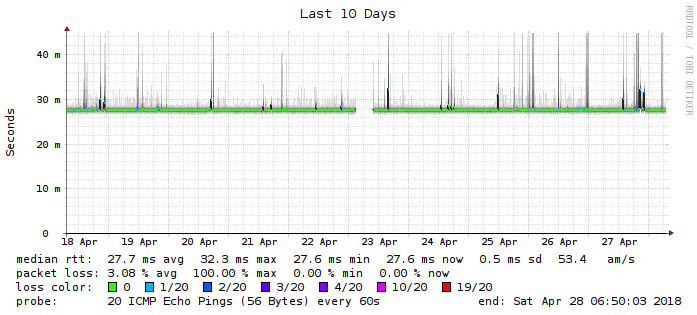 Last 10 Days
RRDTOOL / TOBI OETIKER
Seconds
40 m
30 m
20 m
10 m
0
18 Apr 19 Apr 20 Apr 21 Apr 22 Apr 23 Apr 24 Apr 25 Apr 26 Apr 27 Apr
median rtt: 27.7 ms avg 32.3 ms max 27.6 ms min 27.6 ms now 0.5 ms sd 53.4 am/s
packet loss: 3.08 % avg 100.00 % max 0.00 % min 0.00 % now
loss color: 0 1/20 2/20 3/20 4/20 10/20 19/20
probe: 20 ICMP Echo Pings (56 Bytes) every 60s end: Sat Apr 28 06:50:03 2018